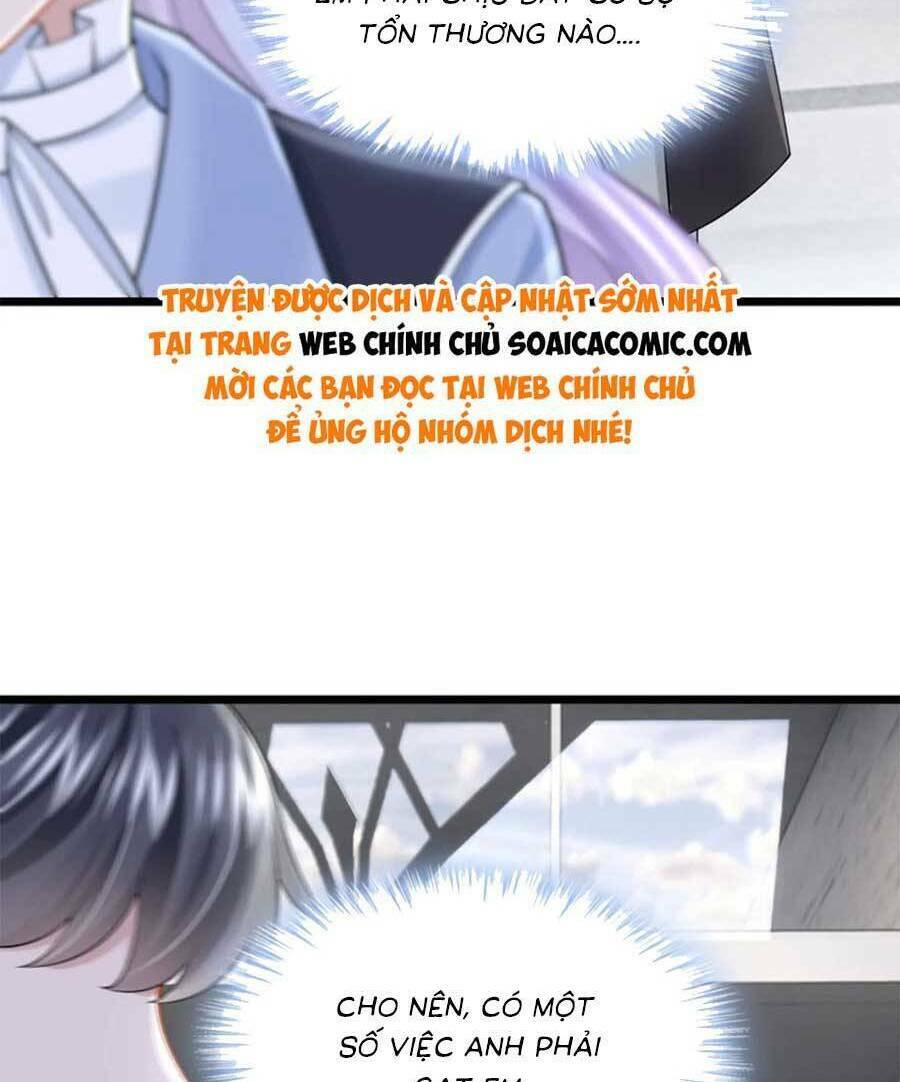 TỔN THƯƠNG NÀO....
TRUYỆN ĐƯỢC DỊCH VÀ CẬP NHẬT SỚM NHẤT
TẠI TRANG WEB CHÍNH CHỦ SOAICACOMIC.COM
MỜI CÁC BẠN ĐỌC TẠI WEB CHÍNH CHỦ
ĐỂ ỦNG HỘ NHÓM DỊCH NHÉ!
CHO NÊN, CÓ MỘT
SỐ VIỆC ANH PHẢI